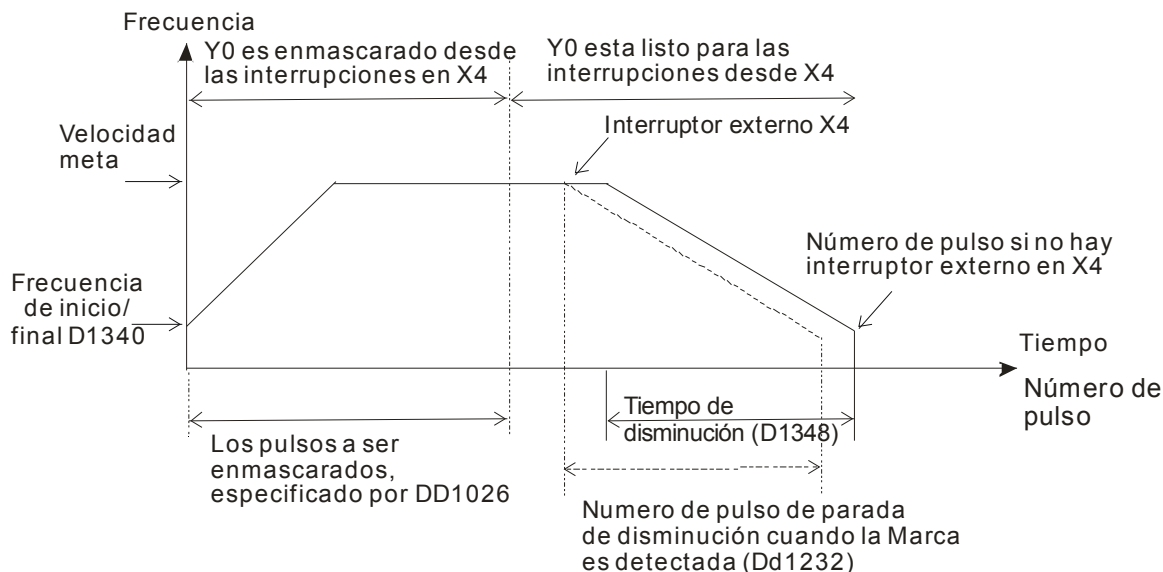 Frecuencia
Y0 es enmascarado desde
las interrupciones en X4
Y0 esta listo para las
interrupciones desde X4
Interruptor externo X4
Velocidad
meta
Número de pulso si no hay
interruptor externo en X4
Frecuencia
de inicio/
final D1340
Tiempo
Número de
pulso
Tiempo de
disminución (D1348)
Los pulsos a ser
enmascarados,
especificado por DD1026
Numero de pulso de parada
de disminución cuando la Marca
es detectada (Dd1232)